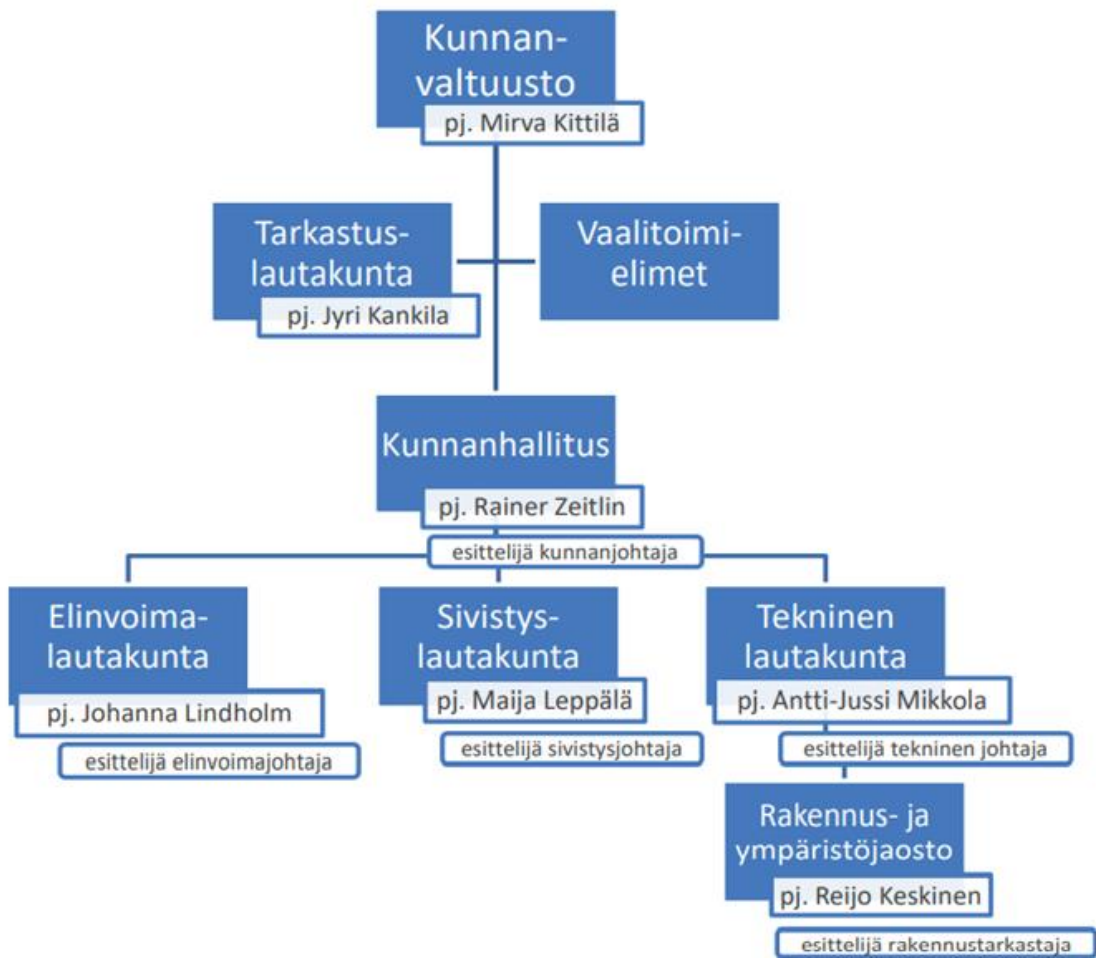 Kunnan-
valtuusto
pj. Mirva Kittilä
Tarkastus-
lautakunta
pj. Jyri Kankila
Vaalitoimi-
elimet
Kunnanhallitus
pj. Rainer Zeitlin
esittelijä kunnanjohtaja
Elinvoima-
lautakunta
pj. Johanna Lindholm
esittelijä elinvoimajohtaja
Sivistys-
lautakunta
pj. Maija Leppälä
esittelijä sivistysjohtaja
Tekninen
lautakunta
pj. Antti-Jussi Mikkola
esittelijä tekninen johtaja
Rakennus- ja
ympäristöjaosto
pj. Reijo Keskinen
esittelijä rakennustarkastaja